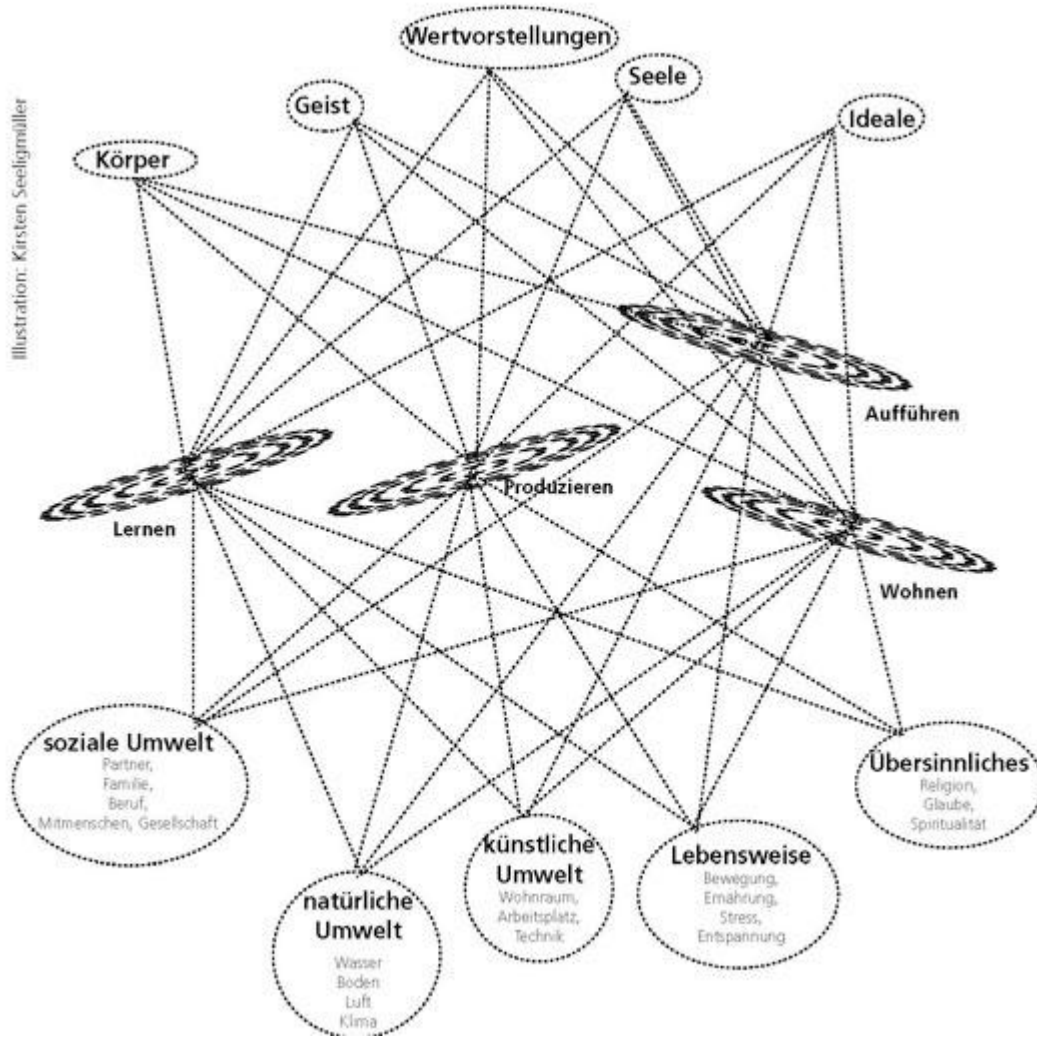 Wertvorstellungen
Seele
Geist
Ideale
Körper
Illustration: Kirsten Seeligmüller
Aufführen
Produzieren
Lernen
Wohnen
soziale Umwelt
Partner,
Familie,
Beruf,
Mitmenschen, Gesellschaft
Übersinnliches
Religion,
Glaube,
Spiritualität
künstliche
Umwelt
Wohnraum,
Arbeitsplatz,
Technik
Lebensweise
Bewegung,
Ernährung,
Stress,
Entspannung
natürliche
Umwelt
Wasser
Boden
Luft
Klima